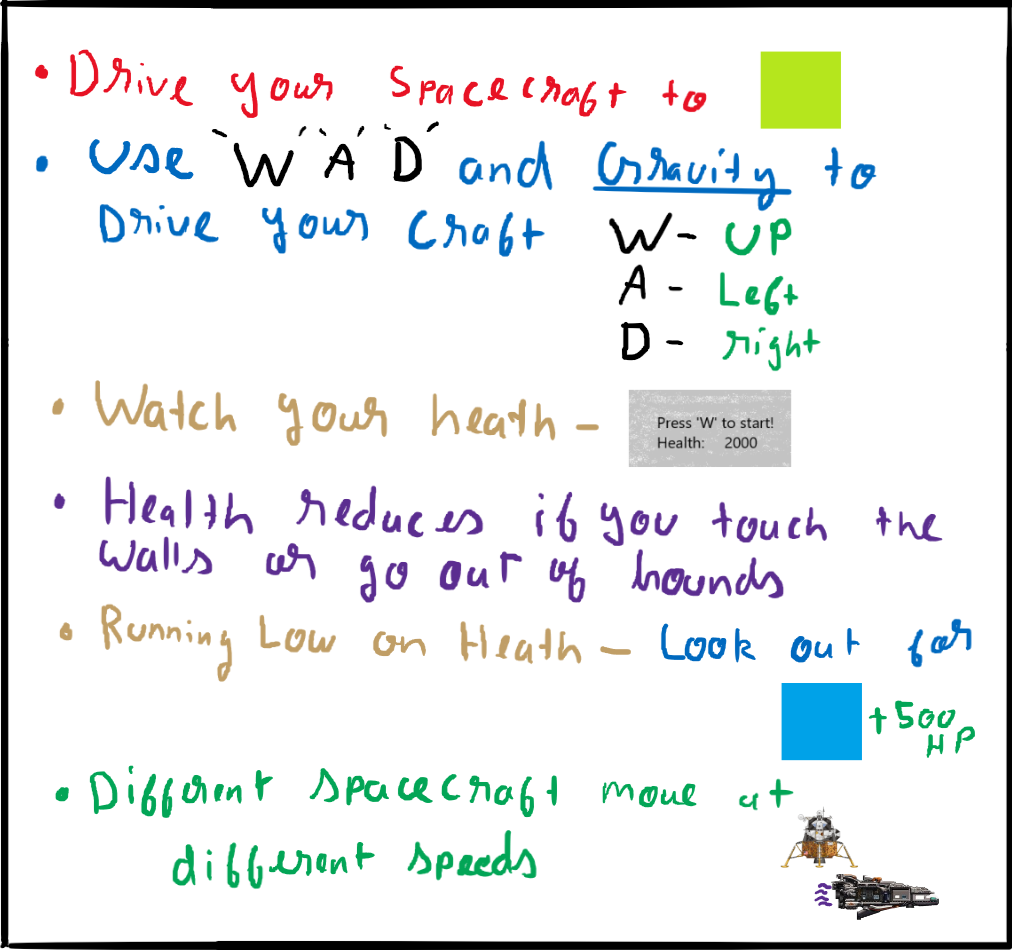 • Drive your Spacecraft to
• Use "W" "A" "D" and Gravity to
Drive your craft
W - UP
A - Left
D - right
• Watch your heath -
Press 'W' to start!
Health: 2000
• Health reduces if you touch the
walls or go out of bounds
• Running Low on Heath - Look out for
+500
HP
• Different spacecraft move at
different speeds